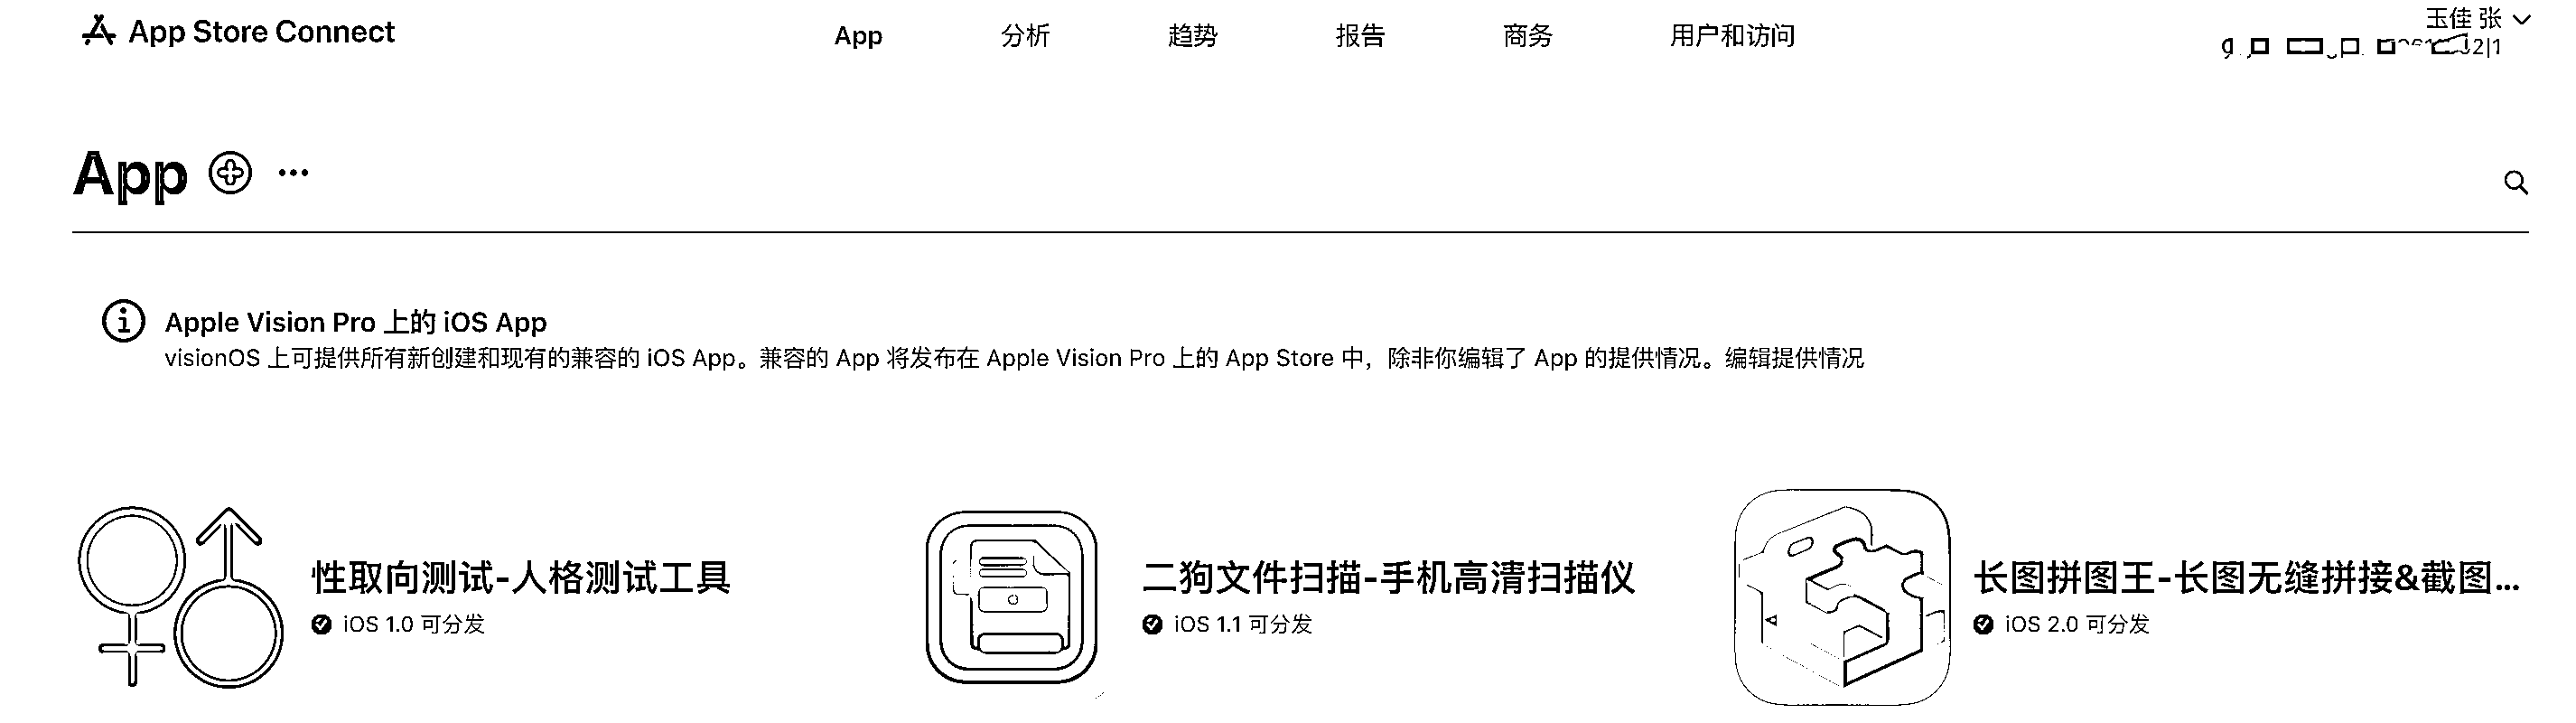 App Store Connect
App
分析
趋势
报告
商务
用户和访问
玉佳 张
App
Apple Vision Pro 上的 iOS App
visionOS 上可提供所有新创建和现有的兼容的 iOS App。兼容的 App 将发布在 Apple Vision Pro 上的 App Store 中，除非你编辑了 App 的提供情况。编辑提供情况
性取向测试-人格测试工具
iOS 1.0 可分发
二狗文件扫描-手机高清扫描仪
iOS 1.1 可分发
长图拼图王-长图无缝拼接&截图...
iOS 2.0 可分发